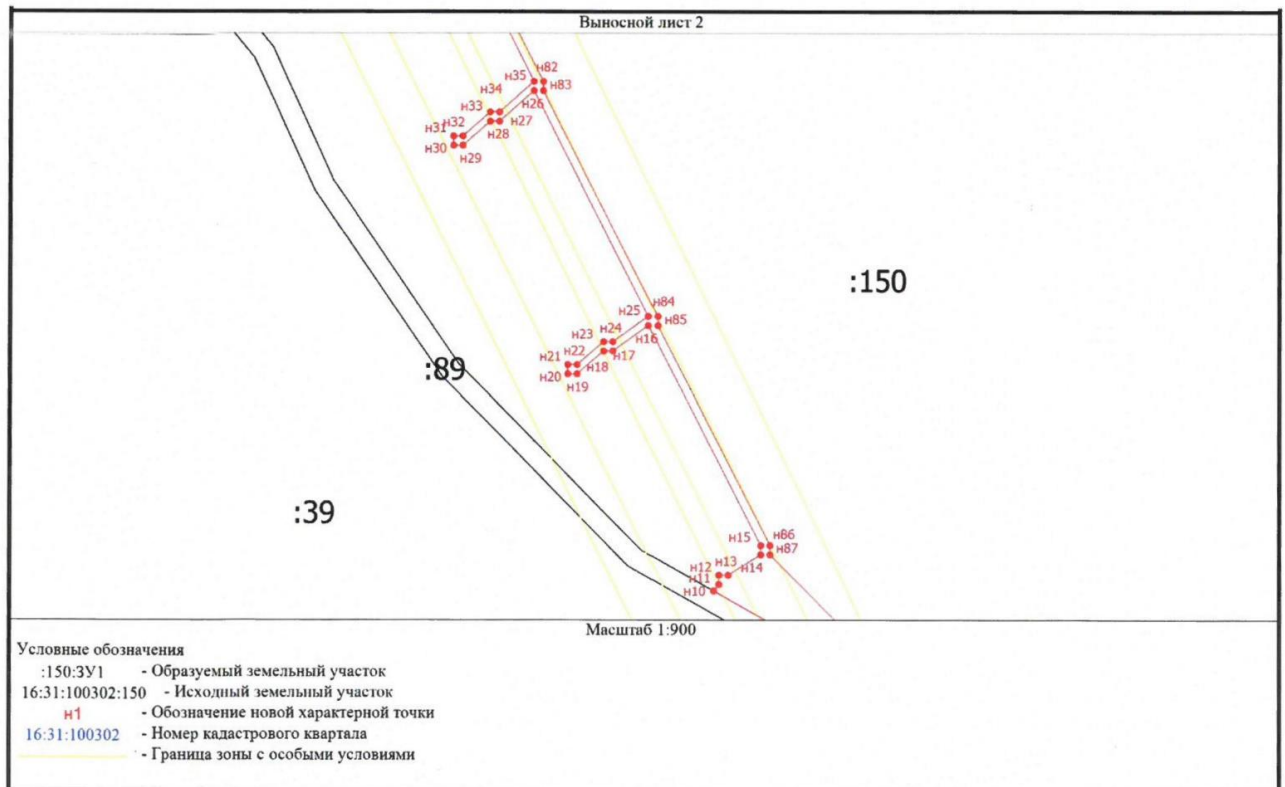 Выносной лист 2
н82
н35
н83
н34
н26
н33
н27
н32
н31
н28
н30
н29
:150
н84
н25
н85
н24
н16
н23
н17
н22
н21
н18
н20
н19
:89
:39
н86
н15
н87
н13
н14
н12
н11
н10
Масштаб 1:900
Условные обозначения
:150:ЗУ1 - Образуемый земельный участок
16:31:100302:150 - Исходный земельный участок
н1 - Обозначение новой характерной точки
16:31:100302 - Номер кадастрового квартала
- Граница зоны с особыми условиями